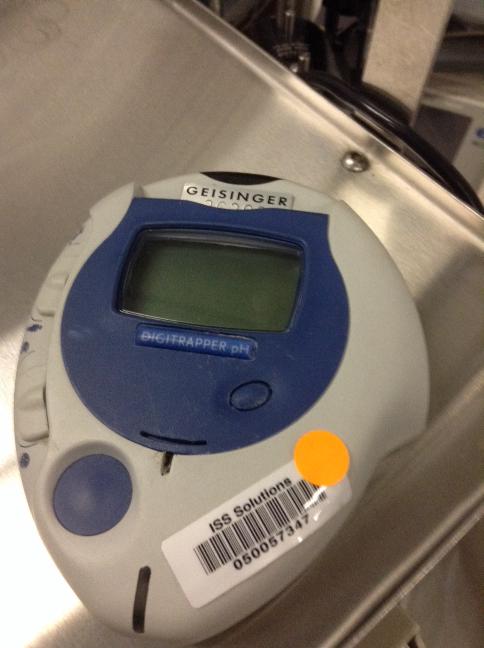 GEISINGER
DIGITRAPPER pH
ISS Solutions
050057347